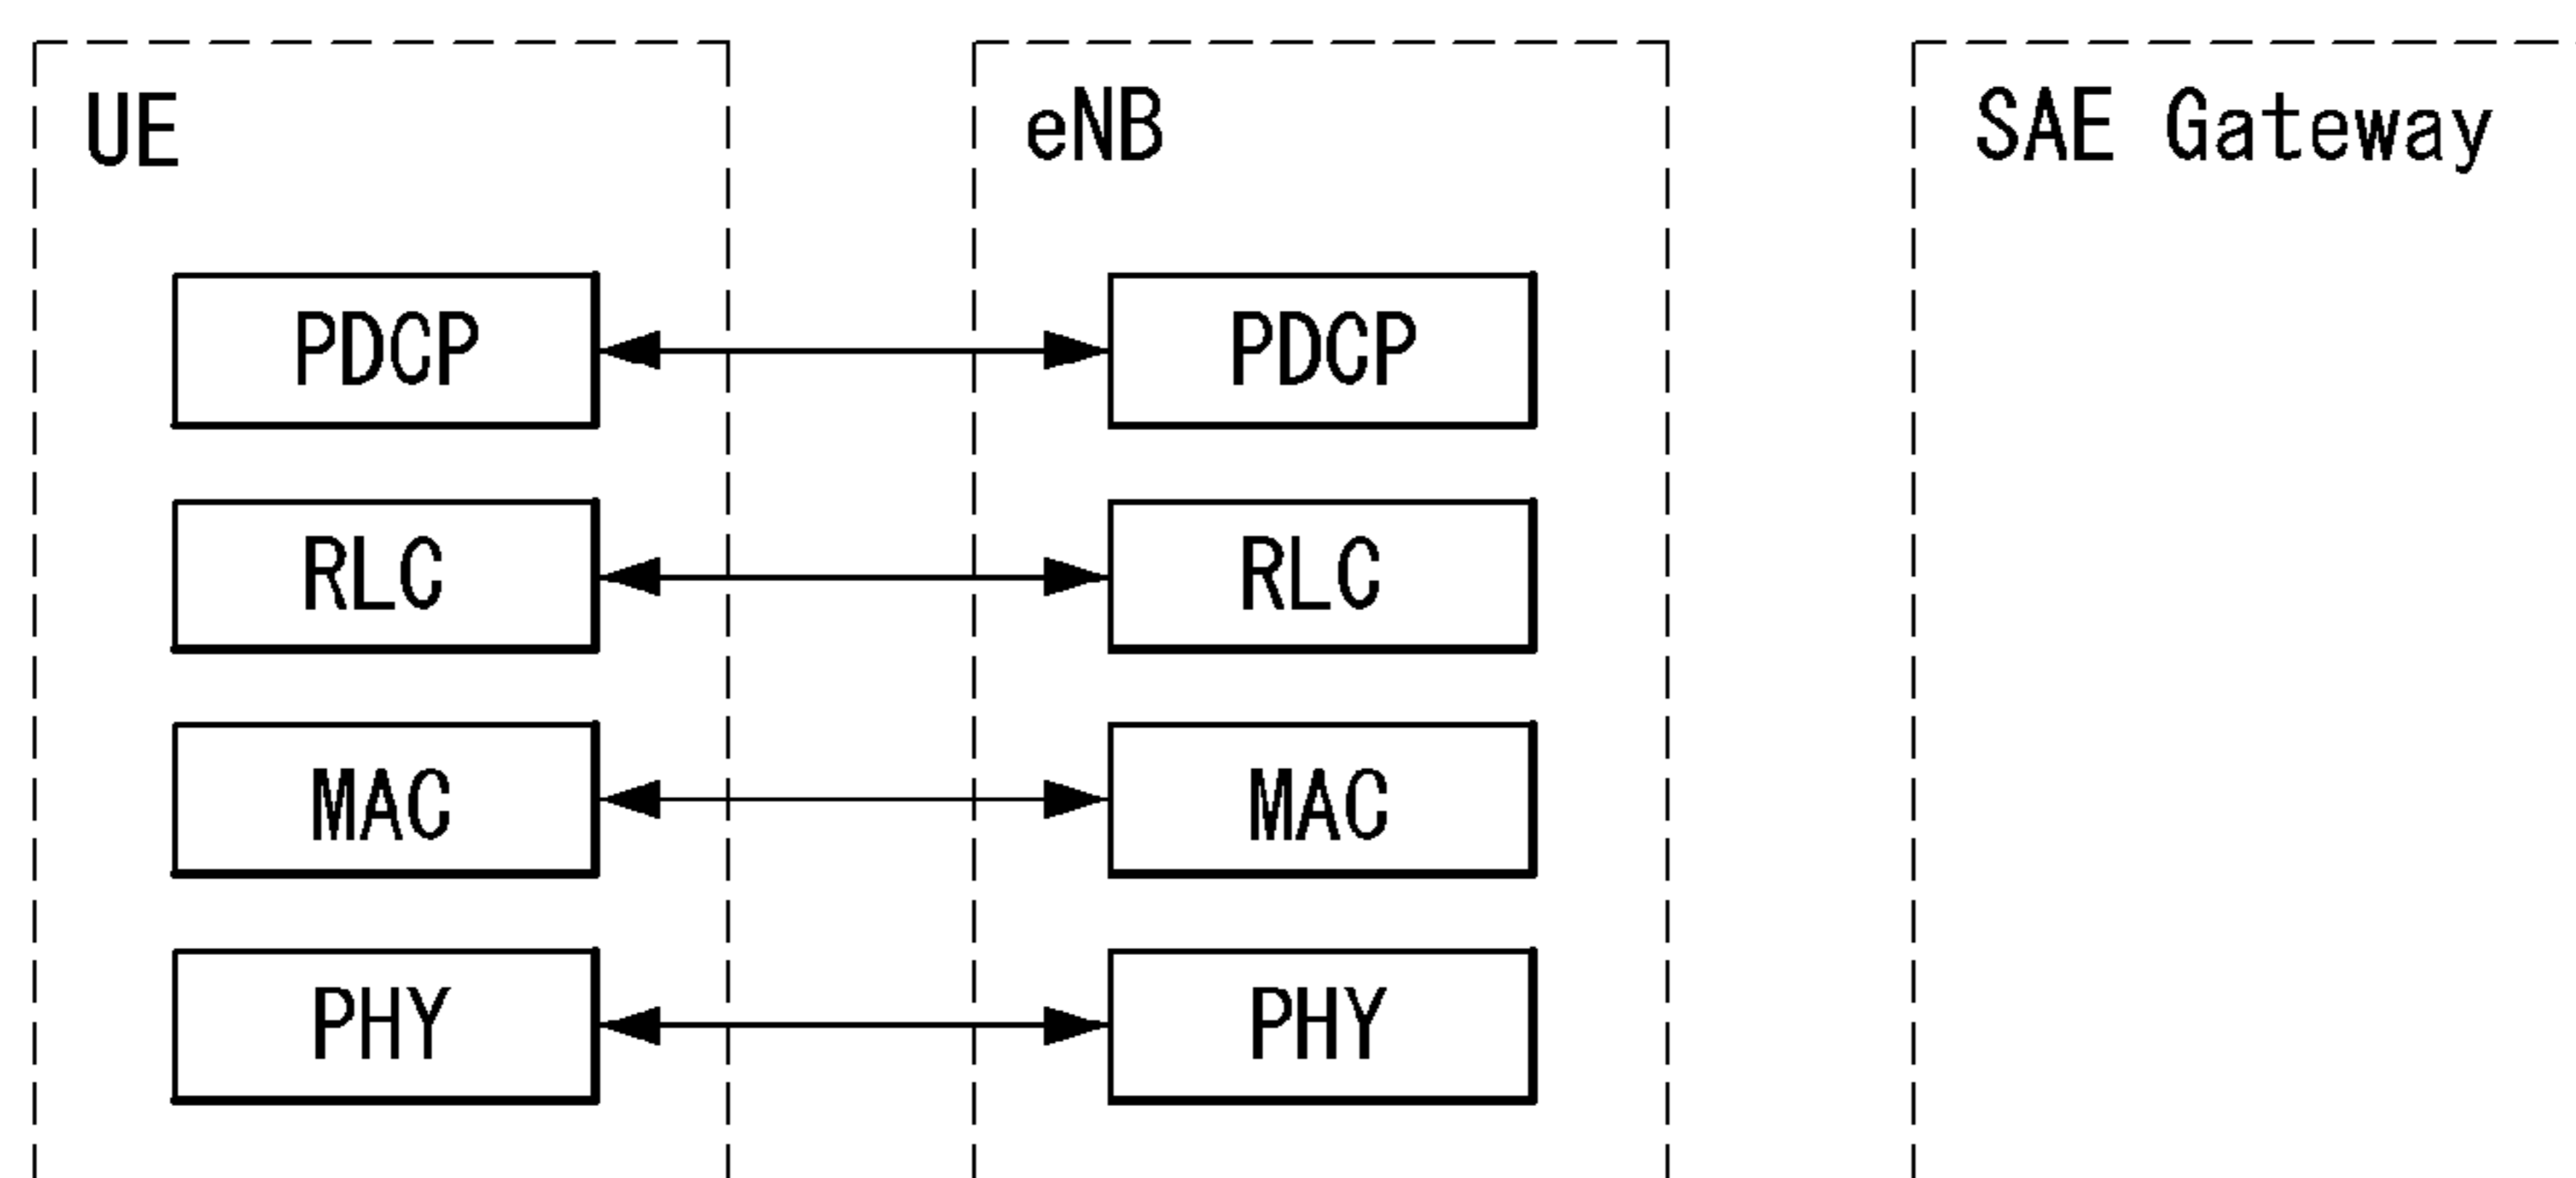 UE
eNB
SAE Gateway
PDCP
PDCP
RLC
RLC
MAC
MAC
PHY
PHY